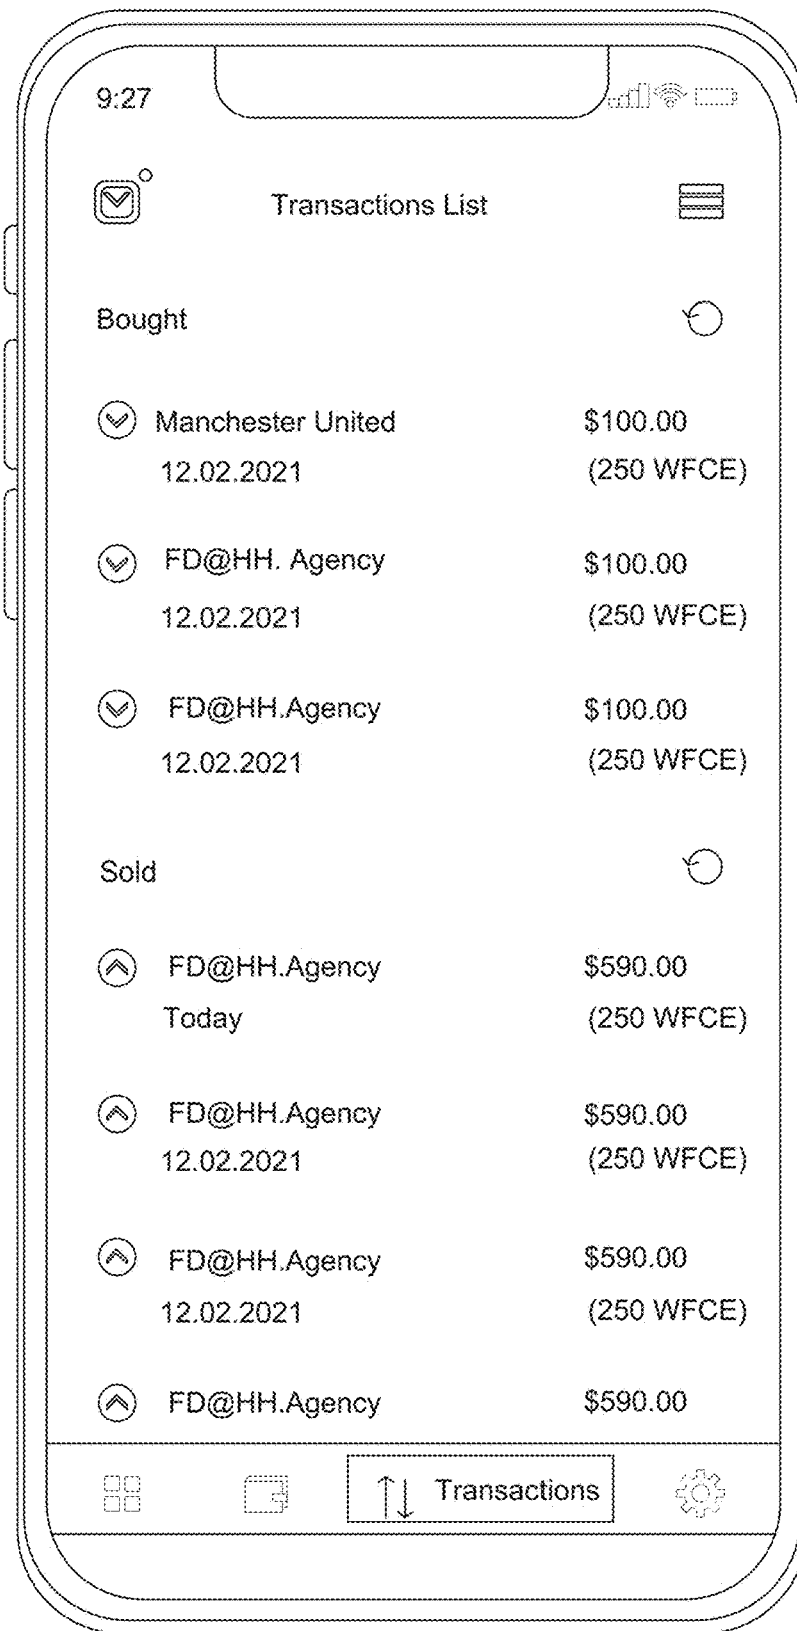 9:27
Transactions List
Bought
Manchester United $100.00
12.02.2021 (250 WFCE)
FD@HH. Agency $100.00
12.02.2021 (250 WFCE)
FD@HH.Agency $100.00
12.02.2021 (250 WFCE)
Sold
FD@HH.Agency $590.00
Today (250 WFCE)
FD@HH.Agency $590.00
12.02.2021 (250 WFCE)
FD@HH.Agency $590.00
12.02.2021 (250 WFCE)
FD@HH.Agency $590.00
Transactions